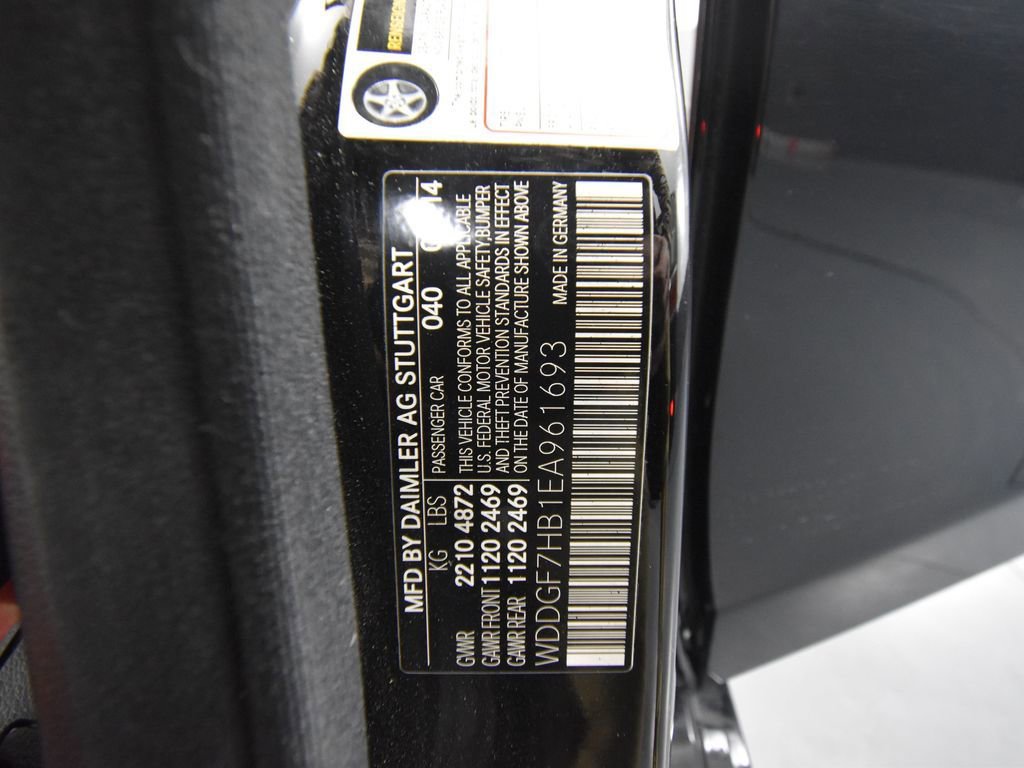 MFD BY DAIMLER AG STUTTGART
KG LBS PASSENGER CAR 040 14
GVWR 2210 4872 THIS VEHICLE CONFORMS TO ALL APPLICABLE
U.S. FEDERAL MOTOR VEHICLE SAFETY, BUMPER
GAWR FRONT 1120 2469 AND THEFT PREVENTION STANDARDS IN EFFECT
GAWR REAR 1120 2469 ON THE DATE OF MANUFACTURE SHOWN ABOVE
WDDGF7HB1EA961693 MADE IN GERMANY